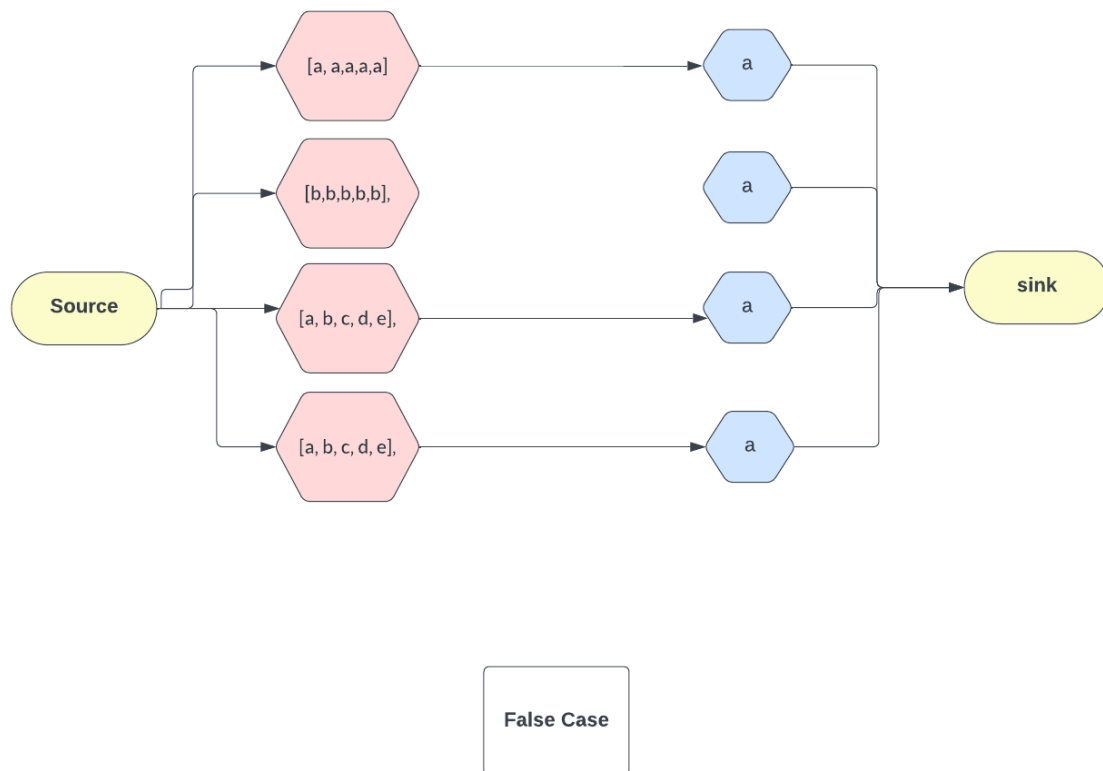 [a, a,a,a,a]
a
[b,b,b,b,b],
a
Source
[a, b, c, d, e],
a
sink
[a, b, c, d, e],
a
False Case